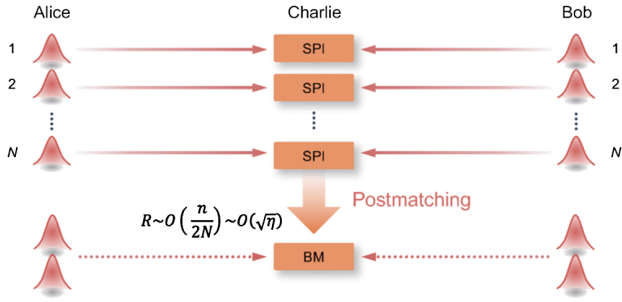 Alice Charlie Bob
1 SPI 1
2 SPI 2
N SPI N
Postmatching
R~O(n/2N)~O(√η)
BM